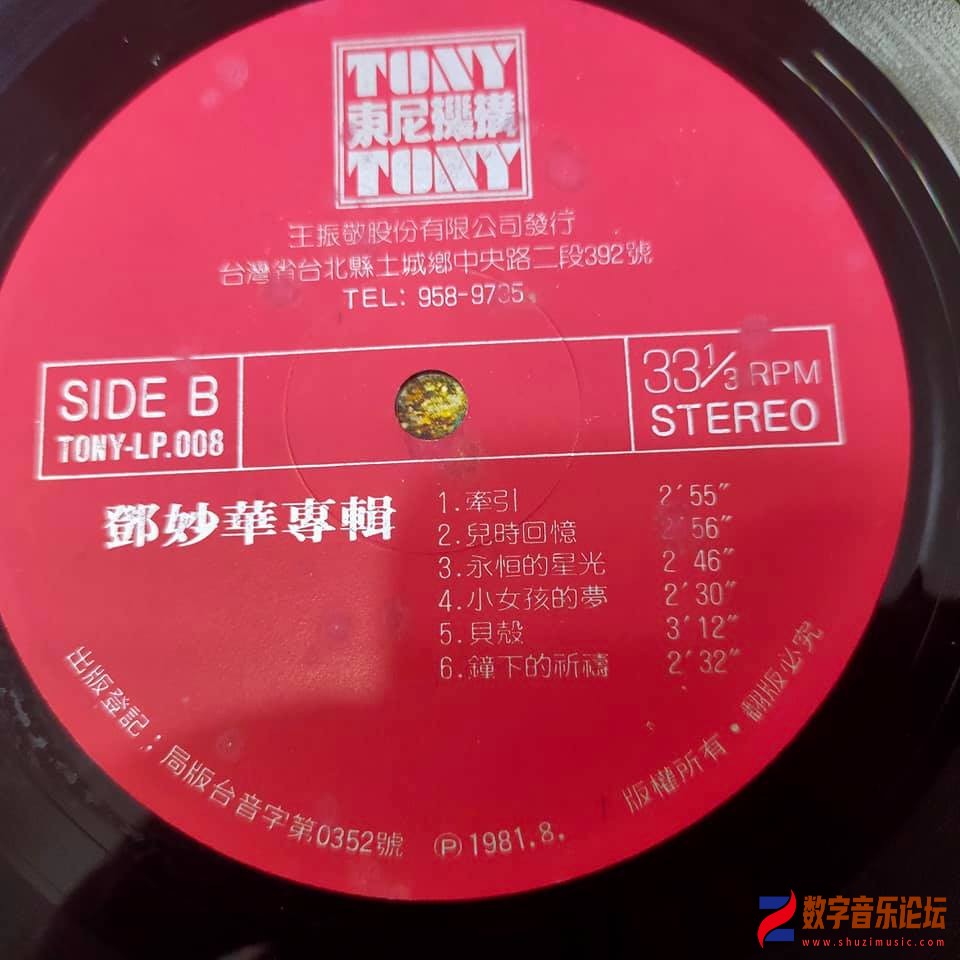 TONY
東尼機構
TONY
王振敬股份有限公司發行
台灣省台北縣土城鄉中央路二段392號
TEL: 958-9735
SIDE B
TONY-LP.008
33⅓ RPM
STEREO
鄧妙華專輯
1.牽引 2′55″
2.兒時回憶 2′56″
3.永恒的星光 2′46″
4.小女孩的夢 2′30″
5.貝殼 3′12″
6.鐘下的祈禱 2′32″
出版登記；局版台音字第0352號
Ⓟ1981.8.
版權所有・翻版必究
数字音乐论坛
www.shuzimusic.com